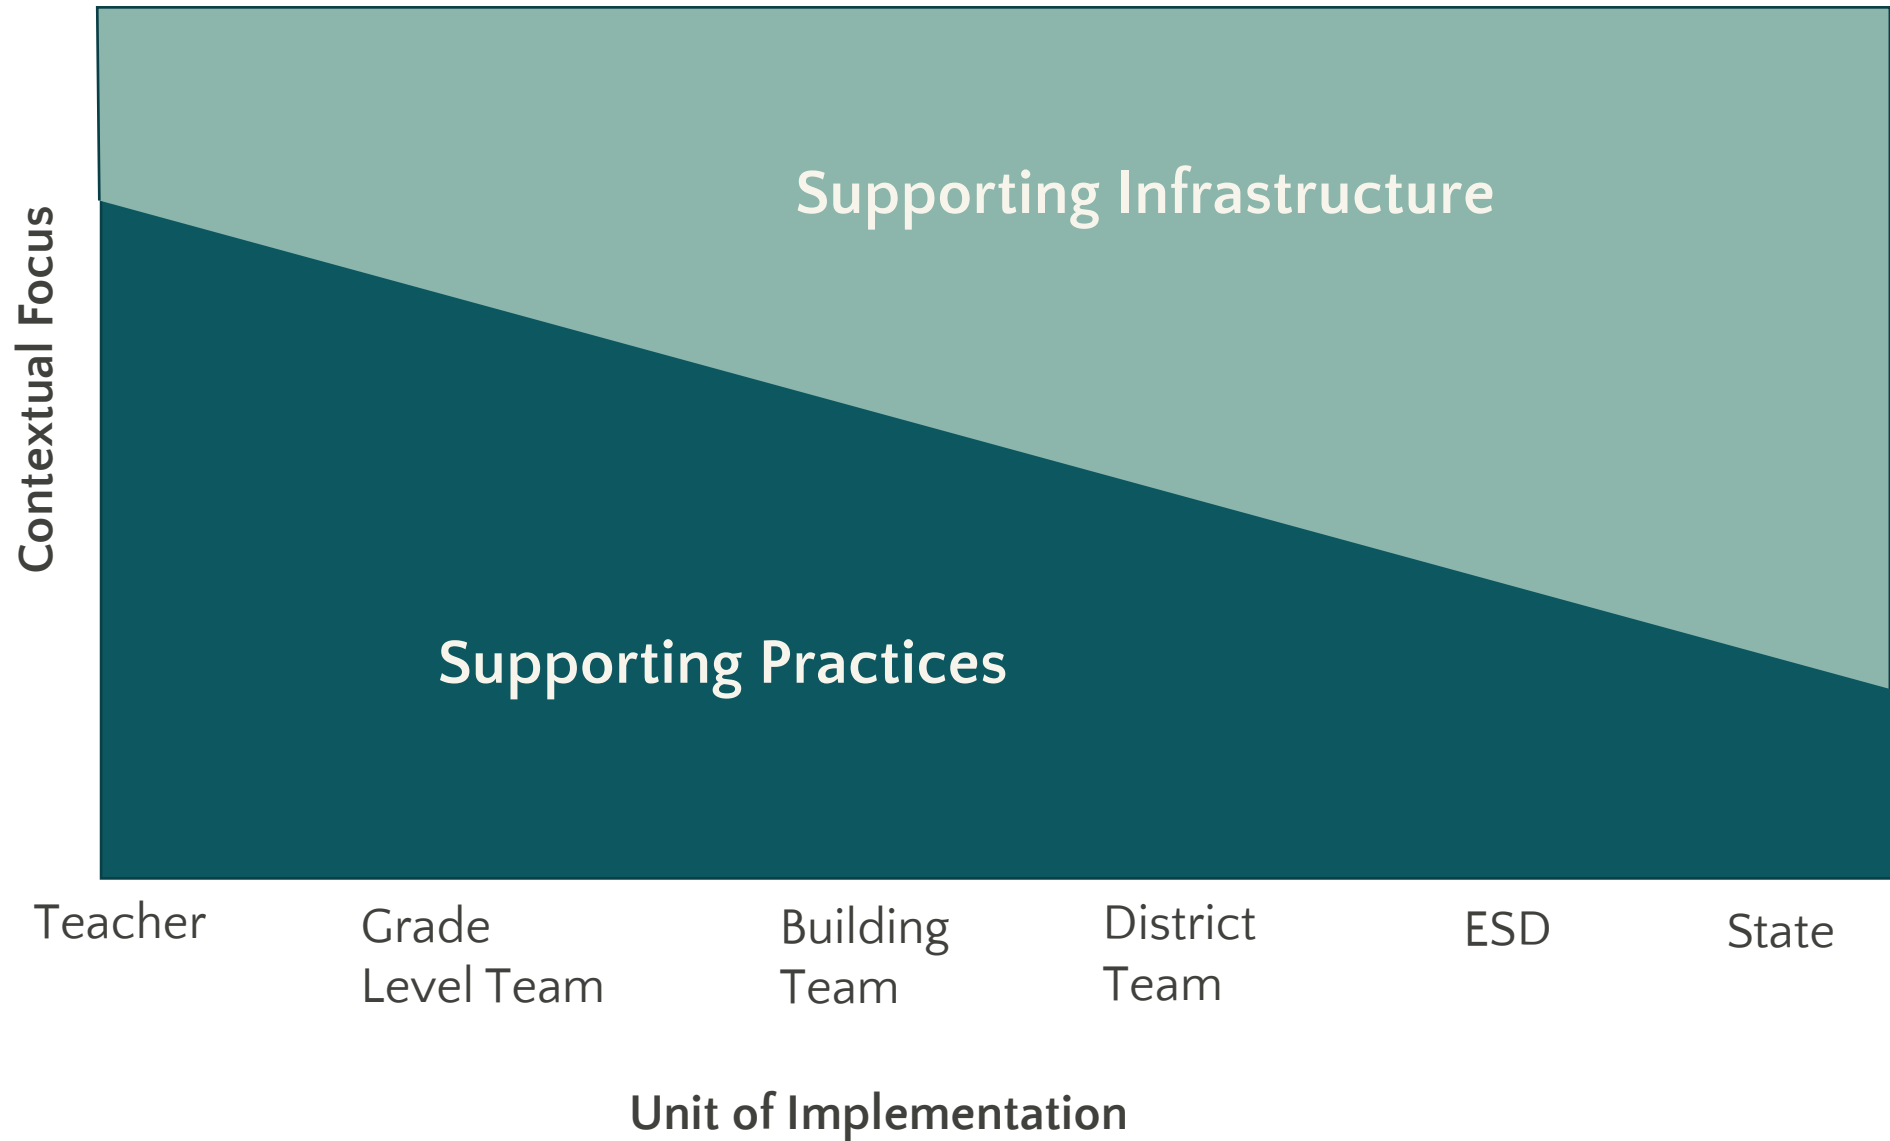 Contextual Focus
Supporting Infrastructure
Supporting Practices
Teacher
Grade
Level Team
Building
Team
District
Team
ESD
State
Unit of Implementation